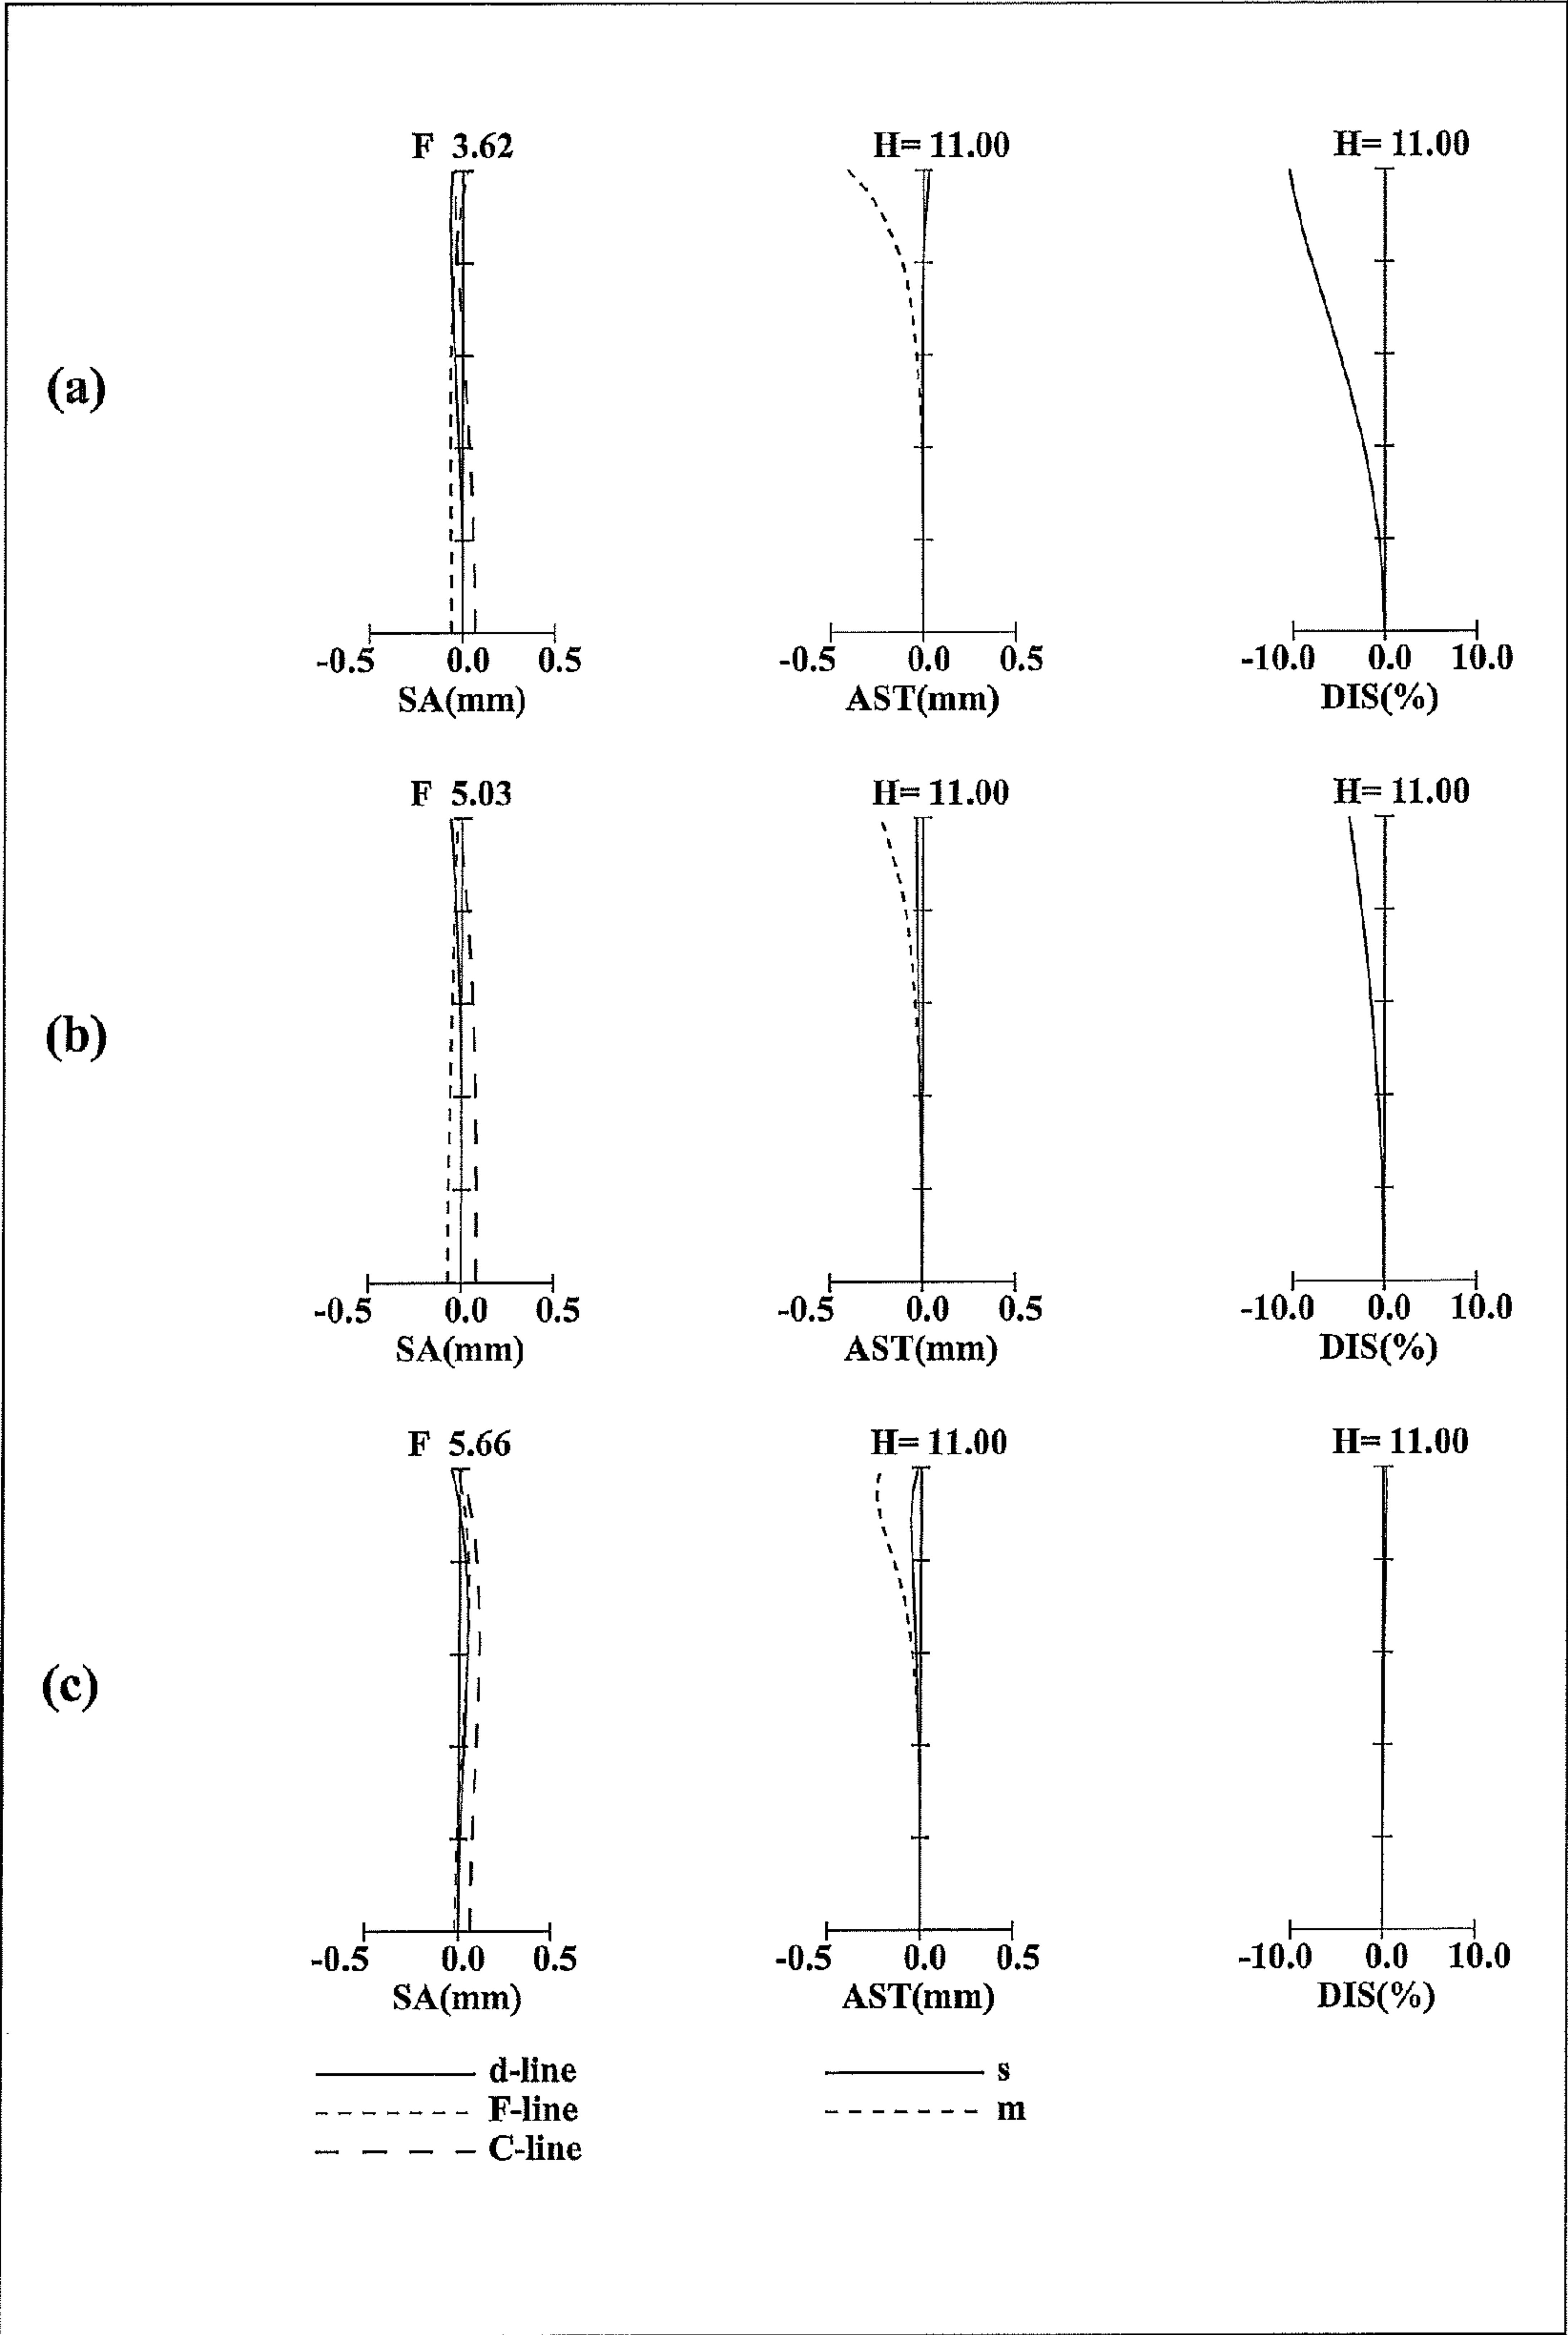 F 3.62 H= 11.00 H= 11.00
(a)
-0.5 0.0 0.5 -0.5 0.0 0.5 -10.0 0.0 10.0
SA(mm) AST(mm) DIS(%)
F 5.03 H= 11.00 H= 11.00
(b)
-0.5 0.0 0.5 -0.5 0.0 0.5 -10.0 0.0 10.0
SA(mm) AST(mm) DIS(%)
F 5.66 H= 11.00 H= 11.00
(c)
-0.5 0.0 0.5 -0.5 0.0 0.5 -10.0 0.0 10.0
SA(mm) AST(mm) DIS(%)
d-line s
F-line m
C-line